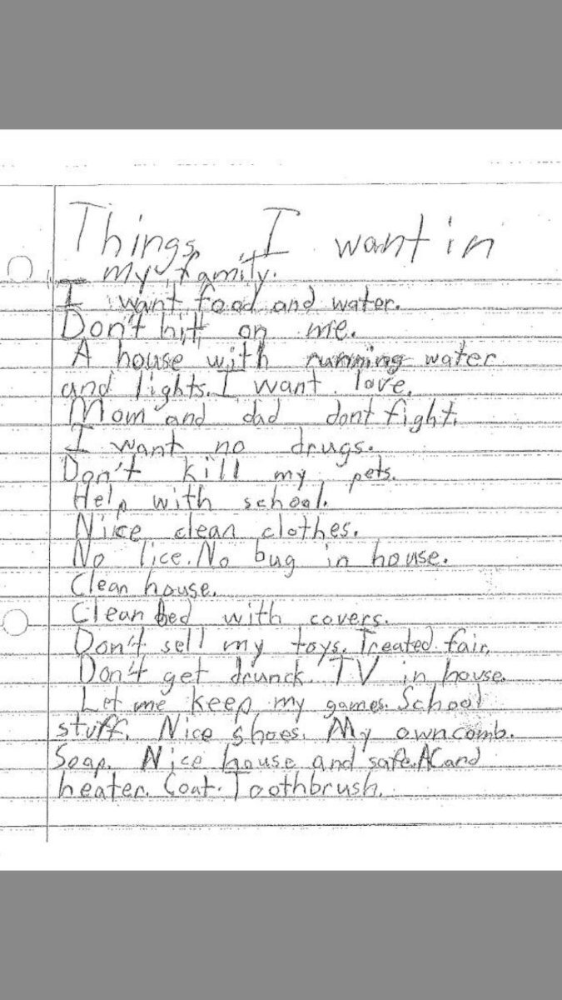 Things I want in
my family.
I want food and water.
Don't hit on me.
A house with running water
and lights. I want love.
Mom and dad dont fight.
I want no drugs.
Don't kill my pets.
Help with school.
Nice clean clothes.
No lice. No bug in house.
Clean house.
Clean bed with covers.
Don't sell my toys. Treated fair.
Don't get drunck. TV in house.
Let me keep my games. School
stuff. Nice shoes. My own comb.
Soap. Nice house and safe. AC and
heater. Coat. Toothbrush.